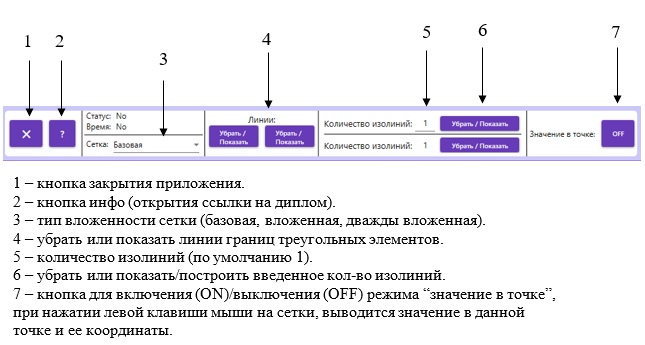 1 2 3 4 5 6 7
× ?
Статус: No
Время: No
Сетка: Базовая
Линии:
Убрать / Показать Убрать / Показать
Количество изолиний: 1 Убрать / Показать
Количество изолиний: 1 Убрать / Показать
Значение в точке: OFF
1 – кнопка закрытия приложения.
2 – кнопка инфо (открытия ссылки на диплом).
3 – тип вложенности сетки (базовая, вложенная, дважды вложенная).
4 – убрать или показать линии границ треугольных элементов.
5 – количество изолиний (по умолчанию 1).
6 – убрать или показать/построить введенное кол-во изолиний.
7 – кнопка для включения (ON)/выключения (OFF) режима “значение в точке”,
при нажатии левой клавиши мыши на сетки, выводится значение в данной
точке и ее координаты.